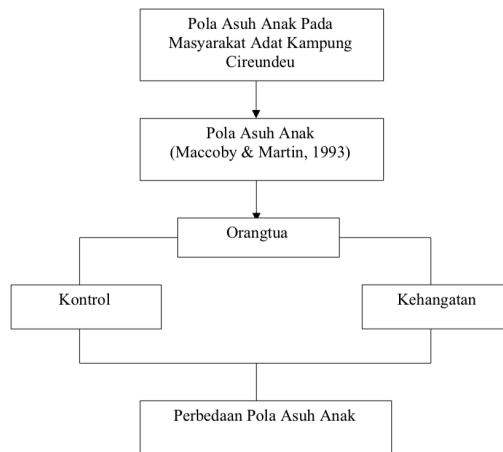 Pola Asuh Anak Pada
Masyarakat Adat Kampung
Cireundeu
Pola Asuh Anak
(Maccoby & Martin, 1993)
Orangtua
Kontrol
Kehangatan
Perbedaan Pola Asuh Anak